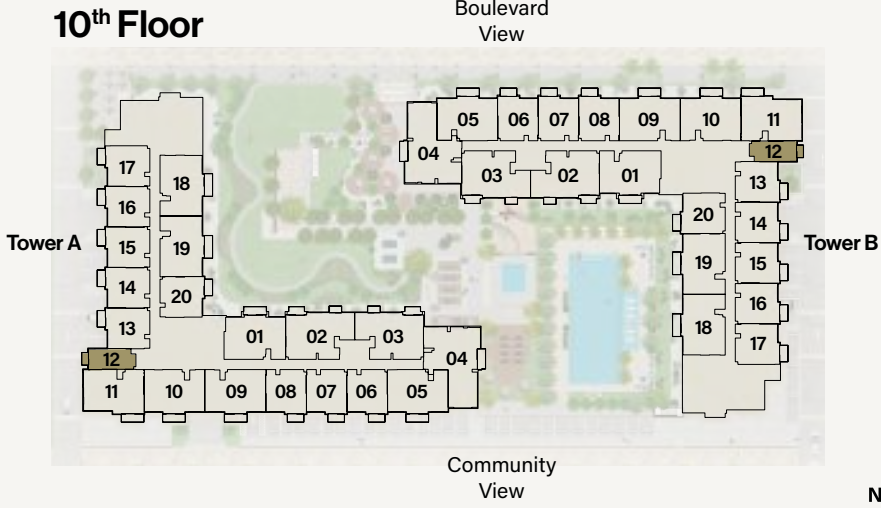 10th Floor
Boulevard
View
05 06 07 08 09 10 11
04
12
03 02 01
13
17
18
16
20
14
Tower A
15
19
19
15
Tower B
14
20
16
13
18
17
01 02 03
04
12
11 10 09 08 07 06 05
Community
View
N